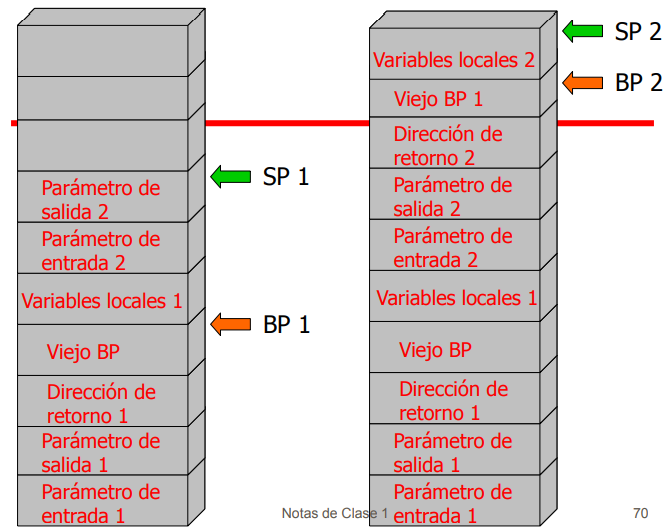 SP 1
Parámetro de
salida 2
Parámetro de
entrada 2
Variables locales 1
BP 1
Viejo BP
Dirección de
retorno 1
Parámetro de
salida 1
Parámetro de
entrada 1
SP 2
Variables locales 2
BP 2
Viejo BP 1
Dirección de
retorno 2
Parámetro de
salida 2
Parámetro de
entrada 2
Variables locales 1
Viejo BP
Dirección de
retorno 1
Parámetro de
salida 1
Parámetro de
entrada 1
Notas de Clase 1
70